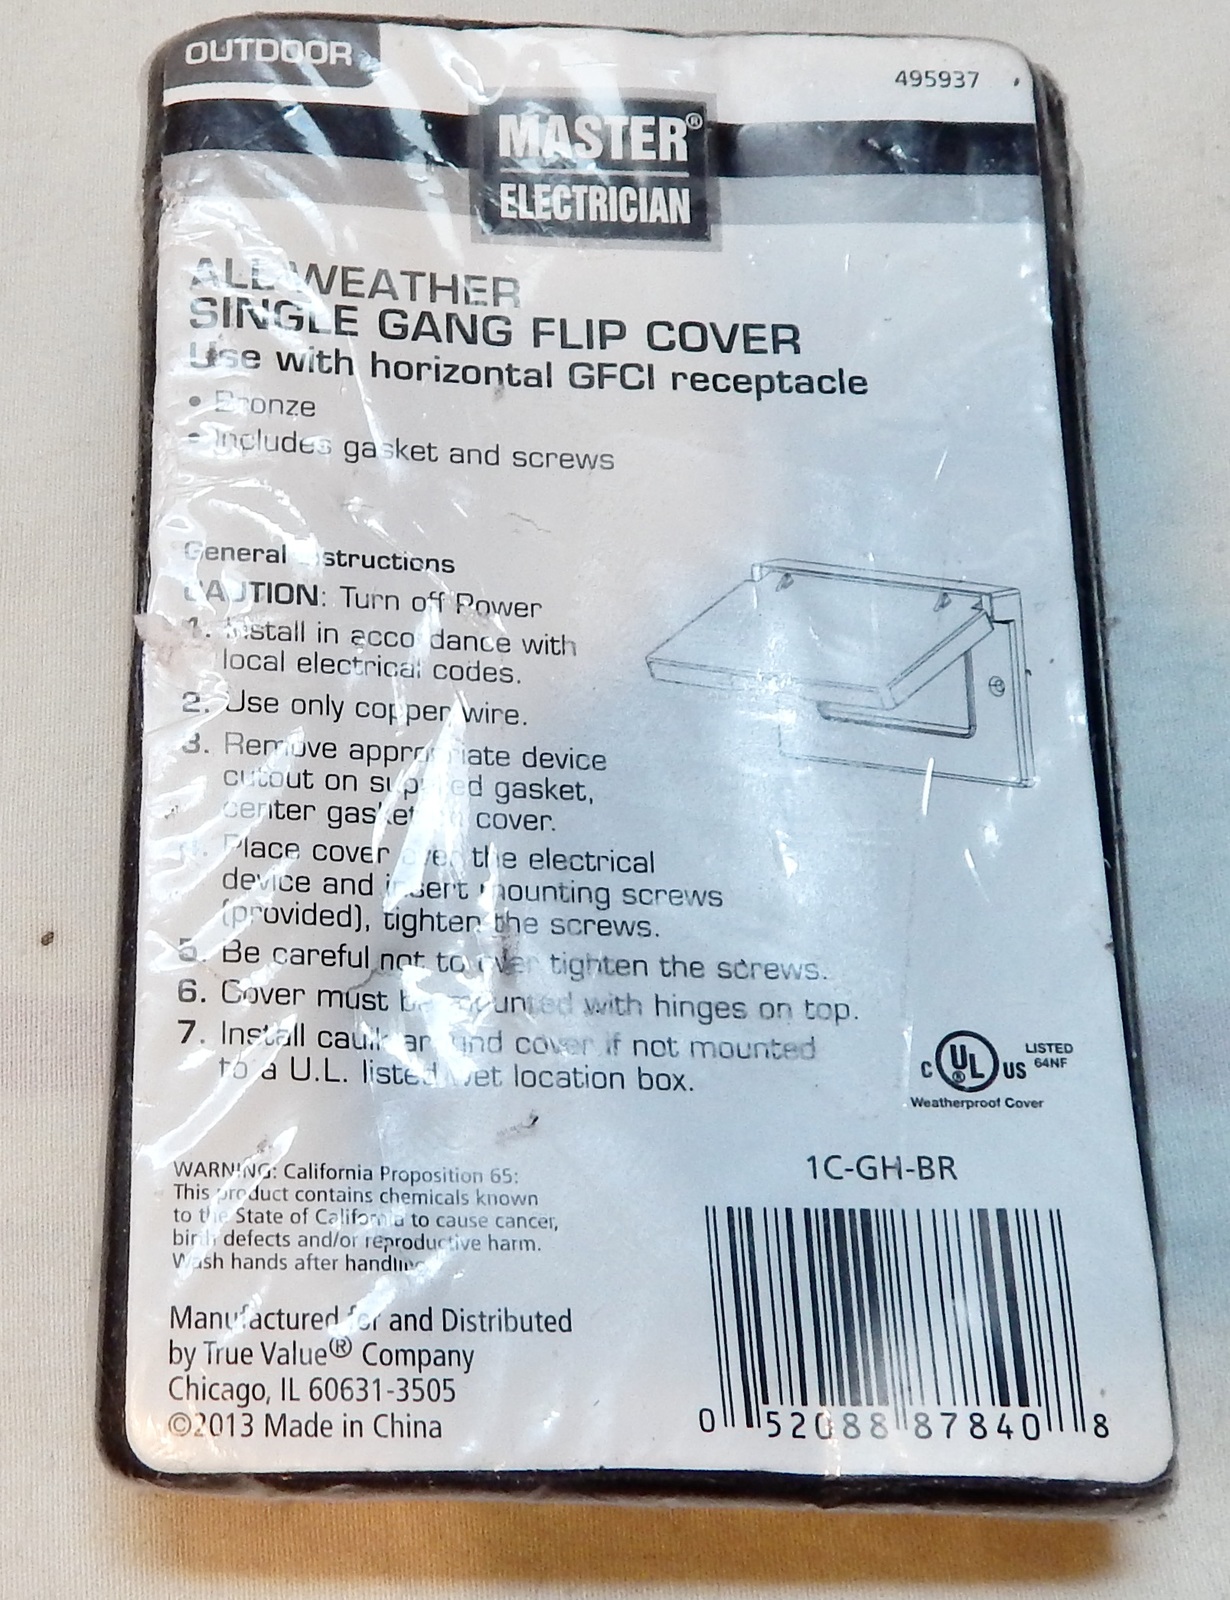 OUTDOOR
495937
MASTER®
ELECTRICIAN
ALL WEATHER
SINGLE GANG FLIP COVER
Use with horizontal GFCI receptacle
• Bronze
• Includes gasket and screws
General Instructions
CAUTION: Turn off Power
1. Install in accordance with
local electrical codes.
2. Use only copper wire.
3. Remove appropriate device
cutout on supplied gasket,
center gasket cover.
4. Place cover over the electrical
device and insert mounting screws
(provided), tighten the screws.
5. Be careful not to over tighten the screws.
6. Cover must be mounted with hinges on top.
7. Install caulk around cover if not mounted
to a U.L. listed wet location box.
C UL® US LISTED
64NF
Weatherproof Cover
WARNING: California Proposition 65:
This product contains chemicals known
to the State of California to cause cancer,
birth defects and/or reproductive harm.
Wash hands after handling
Manufactured for and Distributed
by True Value® Company
Chicago, IL 60631-3505
©2013 Made in China
1C-GH-BR
0 52088 87840 8